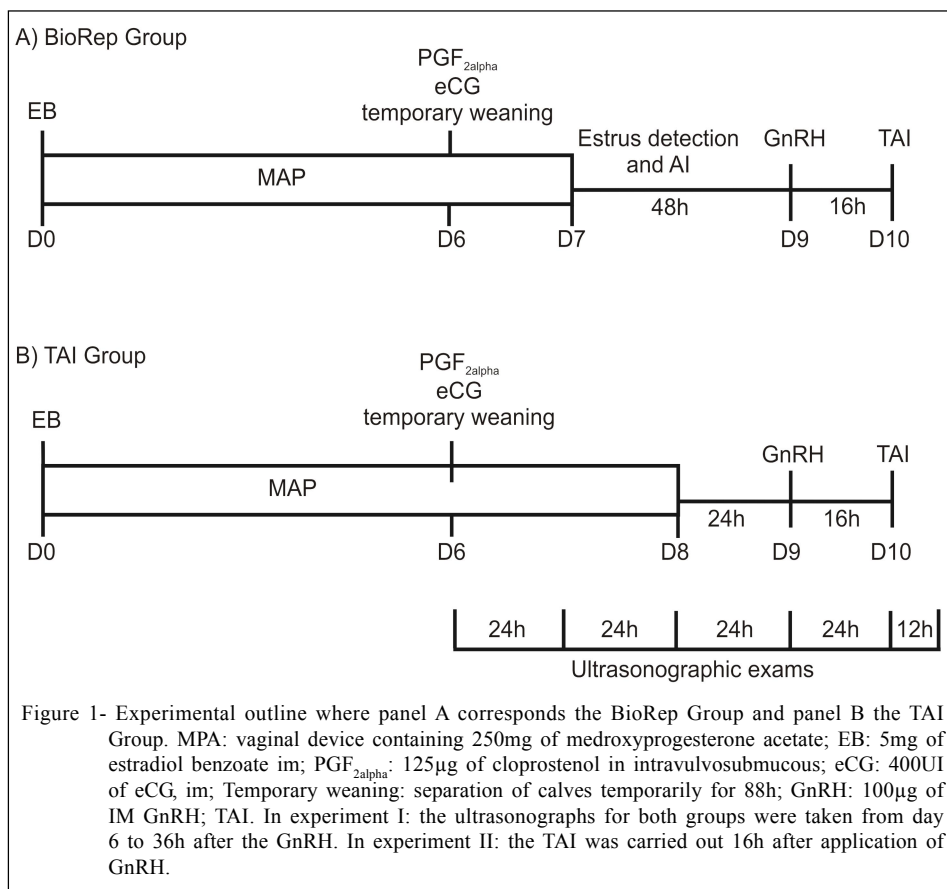 A) BioRep Group
PGF2alpha
eCG
temporary weaning
EB
Estrus detection
and AI
GnRH
TAI
MAP
48h
16h
D0
D6
D7
D9
D10
B) TAI Group
PGF2alpha
eCG
temporary weaning
EB
GnRH
TAI
MAP
24h
16h
D0
D6
D8
D9
D10
24h 24h 24h 24h 12h
Ultrasonographic exams
Figure 1- Experimental outline where panel A corresponds the BioRep Group and panel B the TAI
Group. MPA: vaginal device containing 250mg of medroxyprogesterone acetate; EB: 5mg of
estradiol benzoate im; PGF2alpha: 125µg of cloprostenol in intravulvosubmucous; eCG: 400UI
of eCG, im; Temporary weaning: separation of calves temporarily for 88h; GnRH: 100µg of
IM GnRH; TAI. In experiment I: the ultrasonographs for both groups were taken from day
6 to 36h after the GnRH. In experiment II: the TAI was carried out 16h after application of
GnRH.